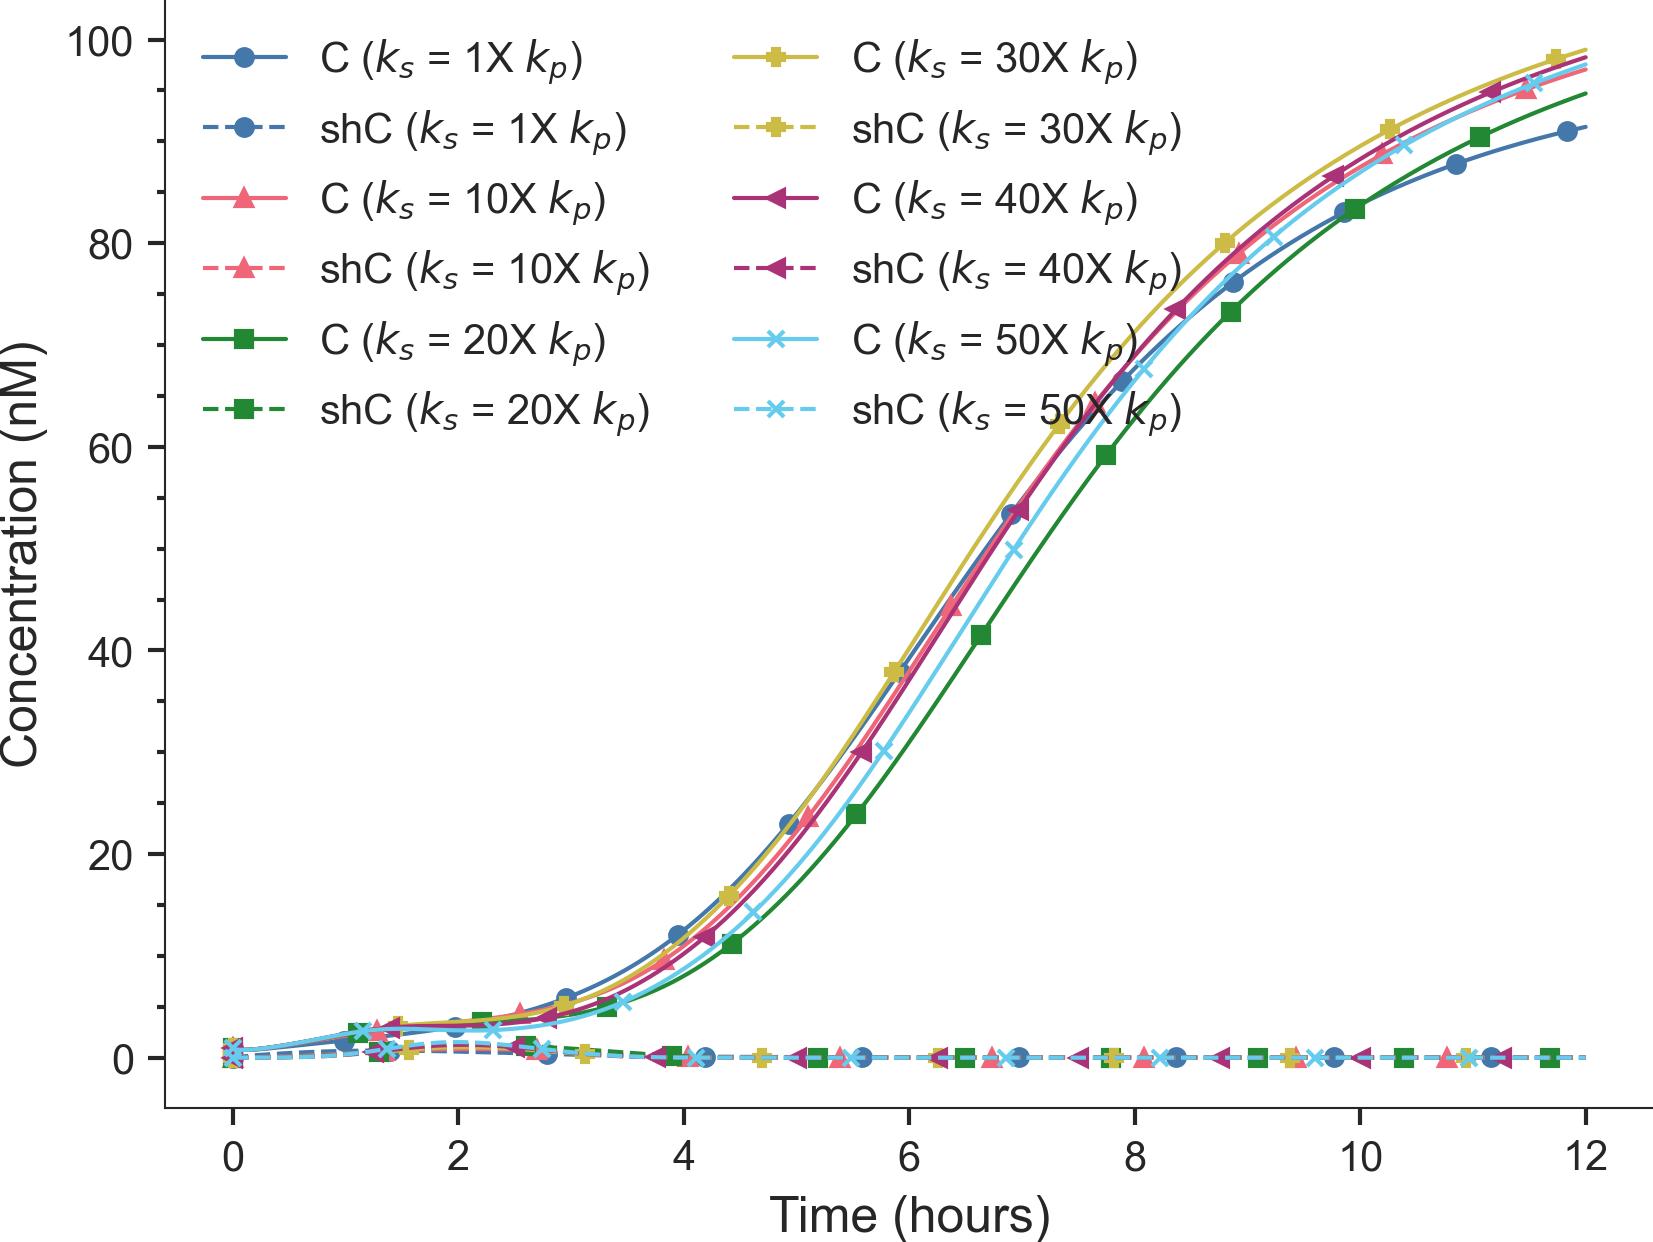 100
80
60
40
20
0
Concentration (nM)
C (kₛ = 1X kₚ)
shC (kₛ = 1X kₚ)
C (kₛ = 10X kₚ)
shC (kₛ = 10X kₚ)
C (kₛ = 20X kₚ)
shC (kₛ = 20X kₚ)
C (kₛ = 30X kₚ)
shC (kₛ = 30X kₚ)
C (kₛ = 40X kₚ)
shC (kₛ = 40X kₚ)
C (kₛ = 50X kₚ)
shC (kₛ = 50X kₚ)
0 2 4 6 8 10 12
Time (hours)